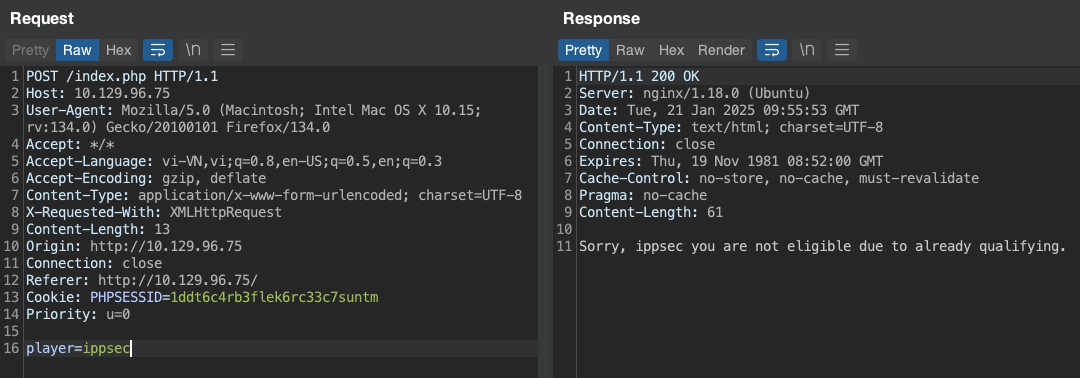 Request
Pretty Raw Hex \n
1 POST /index.php HTTP/1.1
2 Host: 10.129.96.75
3 User-Agent: Mozilla/5.0 (Macintosh; Intel Mac OS X 10.15;
rv:134.0) Gecko/20100101 Firefox/134.0
4 Accept: */*
5 Accept-Language: vi-VN,vi;q=0.8,en-US;q=0.5,en;q=0.3
6 Accept-Encoding: gzip, deflate
7 Content-Type: application/x-www-form-urlencoded; charset=UTF-8
8 X-Requested-With: XMLHttpRequest
9 Content-Length: 13
10 Origin: http://10.129.96.75
11 Connection: close
12 Referer: http://10.129.96.75/
13 Cookie: PHPSESSID=1ddt6c4rb3flek6rc33c7suntm
14 Priority: u=0
15
16 player=ippsec
Response
Pretty Raw Hex Render \n
1 HTTP/1.1 200 OK
2 Server: nginx/1.18.0 (Ubuntu)
3 Date: Tue, 21 Jan 2025 09:55:53 GMT
4 Content-Type: text/html; charset=UTF-8
5 Connection: close
6 Expires: Thu, 19 Nov 1981 08:52:00 GMT
7 Cache-Control: no-store, no-cache, must-revalidate
8 Pragma: no-cache
9 Content-Length: 61
10
11 Sorry, ippsec you are not eligible due to already qualifying.